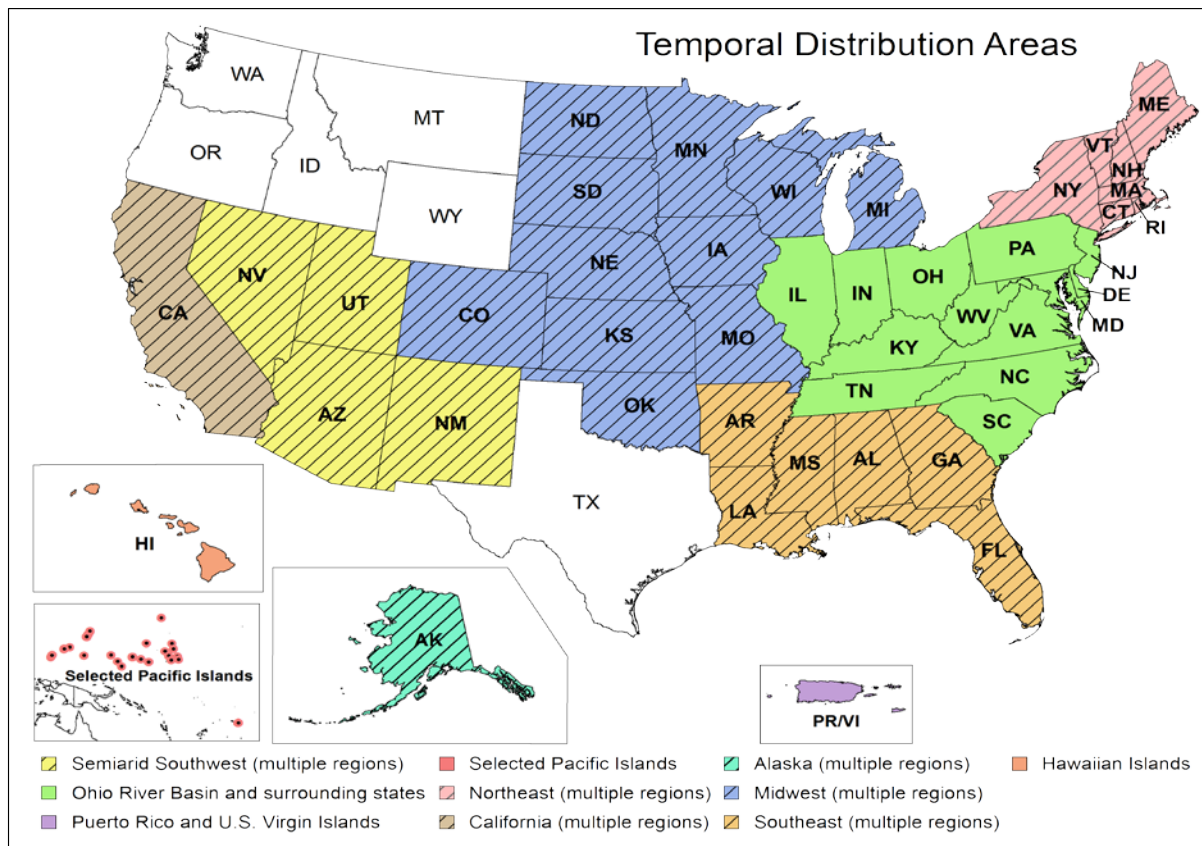 Temporal Distribution Areas
WA
MT
ND
MN
ME
OR
ID
VT
NH
WI
SD
MI
NY
MA
WY
CT
RI
IA
PA
NE
NJ
NV
OH
IL
IN
UT
DE
CO
WV
CA
MD
KS
MO
VA
KY
NC
TN
OK
AZ
NM
AR
SC
MS
AL
GA
TX
LA
HI
FL
AK
Selected Pacific Islands
PR/VI
Semiarid Southwest (multiple regions)
Selected Pacific Islands
Alaska (multiple regions)
Hawaiian Islands
Ohio River Basin and surrounding states
Northeast (multiple regions)
Midwest (multiple regions)
Puerto Rico and U.S. Virgin Islands
California (multiple regions)
Southeast (multiple regions)